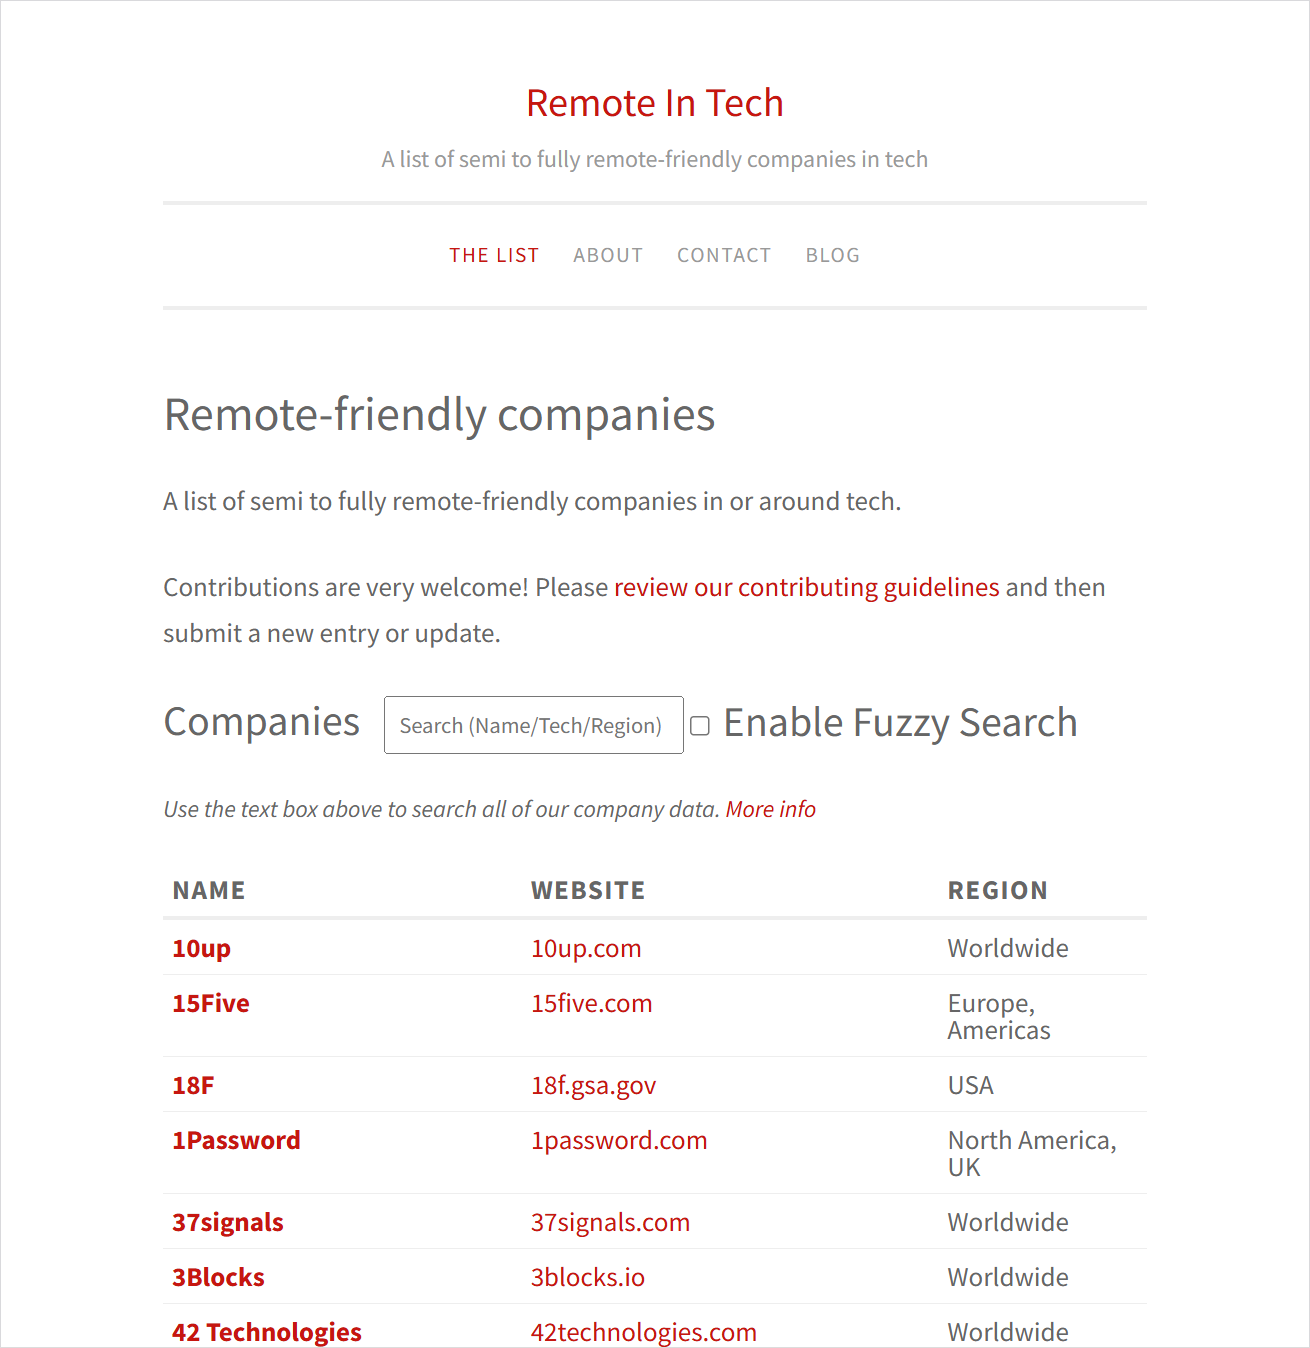 Remote In Tech
A list of semi to fully remote-friendly companies in tech
THE LIST ABOUT CONTACT BLOG
Remote-friendly companies
A list of semi to fully remote-friendly companies in or around tech.
Contributions are very welcome! Please review our contributing guidelines and then
submit a new entry or update.
Companies Search (Name/Tech/Region) Enable Fuzzy Search
Use the text box above to search all of our company data. More info
NAME WEBSITE REGION
10up 10up.com Worldwide
15Five 15five.com Europe,
Americas
18F 18f.gsa.gov USA
1Password 1password.com North America,
UK
37signals 37signals.com Worldwide
3Blocks 3blocks.io Worldwide
42 Technologies 42technologies.com Worldwide